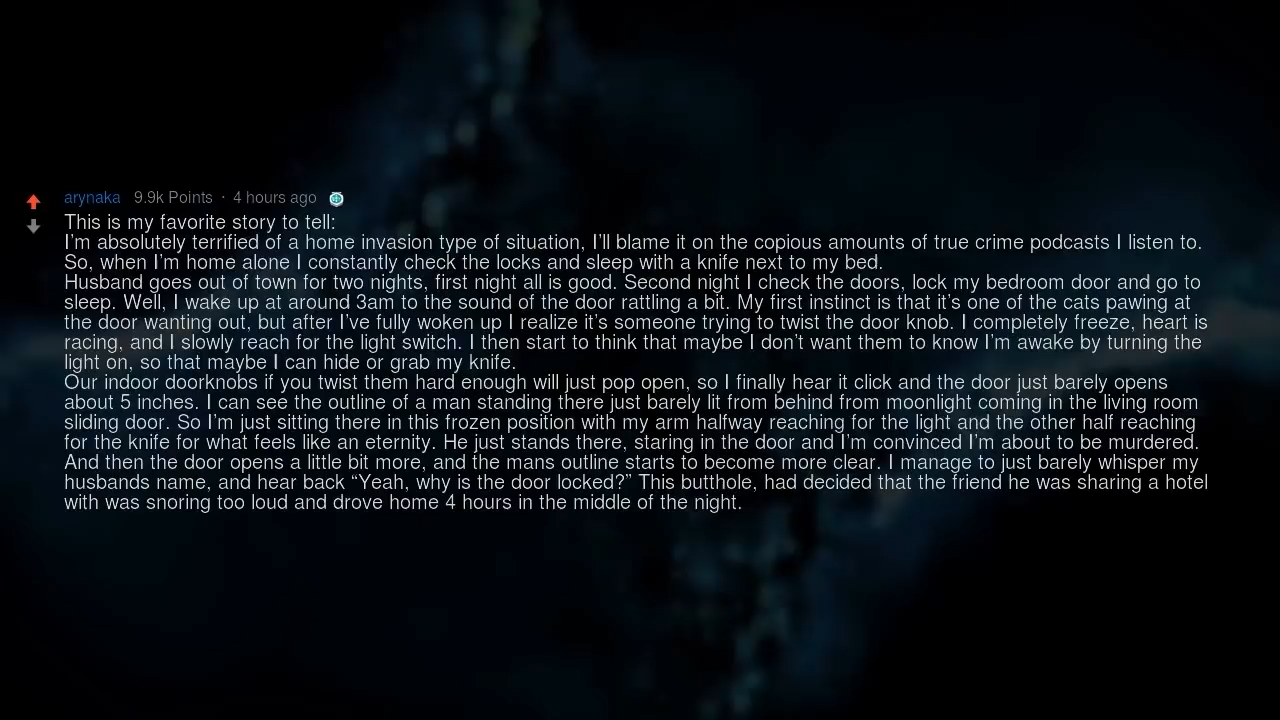 arynaka 9.9k Points · 4 hours ago
This is my favorite story to tell:
I'm absolutely terrified of a home invasion type of situation, I'll blame it on the copious amounts of true crime podcasts I listen to.
So, when I'm home alone I constantly check the locks and sleep with a knife next to my bed.
Husband goes out of town for two nights, first night all is good. Second night I check the doors, lock my bedroom door and go to
sleep. Well, I wake up at around 3am to the sound of the door rattling a bit. My first instinct is that it's one of the cats pawing at
the door wanting out, but after I've fully woken up I realize it's someone trying to twist the door knob. I completely freeze, heart is
racing, and I slowly reach for the light switch. I then start to think that maybe I don't want them to know I'm awake by turning the
light on, so that maybe I can hide or grab my knife.
Our indoor doorknobs if you twist them hard enough will just pop open, so I finally hear it click and the door just barely opens
about 5 inches. I can see the outline of a man standing there just barely lit from behind from moonlight coming in the living room
sliding door. So I'm just sitting there in this frozen position with my arm halfway reaching for the light and the other half reaching
for the knife for what feels like an eternity. He just stands there, staring in the door and I'm convinced I'm about to be murdered.
And then the door opens a little bit more, and the mans outline starts to become more clear. I manage to just barely whisper my
husbands name, and hear back “Yeah, why is the door locked?” This butthole, had decided that the friend he was sharing a hotel
with was snoring too loud and drove home 4 hours in the middle of the night.